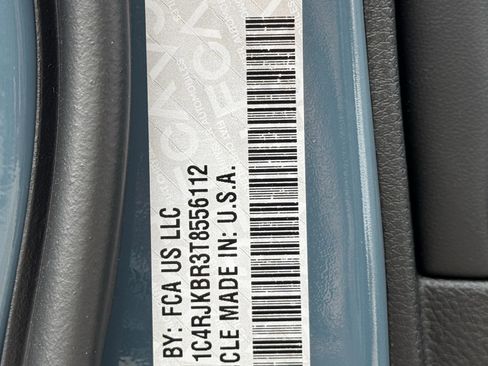 BY: FCA US LLC
1C4RJKBR3T8556112
CLE MADE IN: U.S.A.